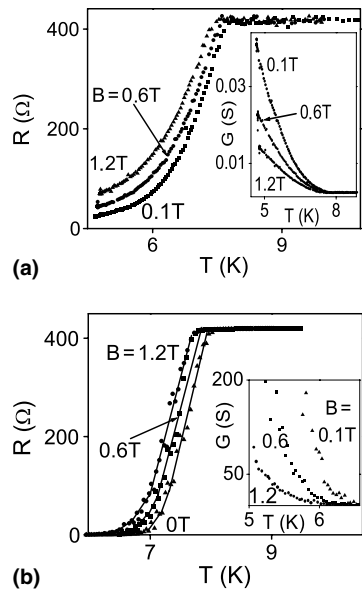 400
200
0
R (Ω)
B=0.6T
1.2T
0.1T
6
9
T (K)
0.03
0.01
G (S)
0.1T
0.6T
1.2T
5
8
T (K)
(a)
400
200
0
R (Ω)
B=1.2T
0.6T
0T
7
9
T (K)
200
50
G (S)
B=
0.1T
0.6
1.2
5
6
T (K)
(b)